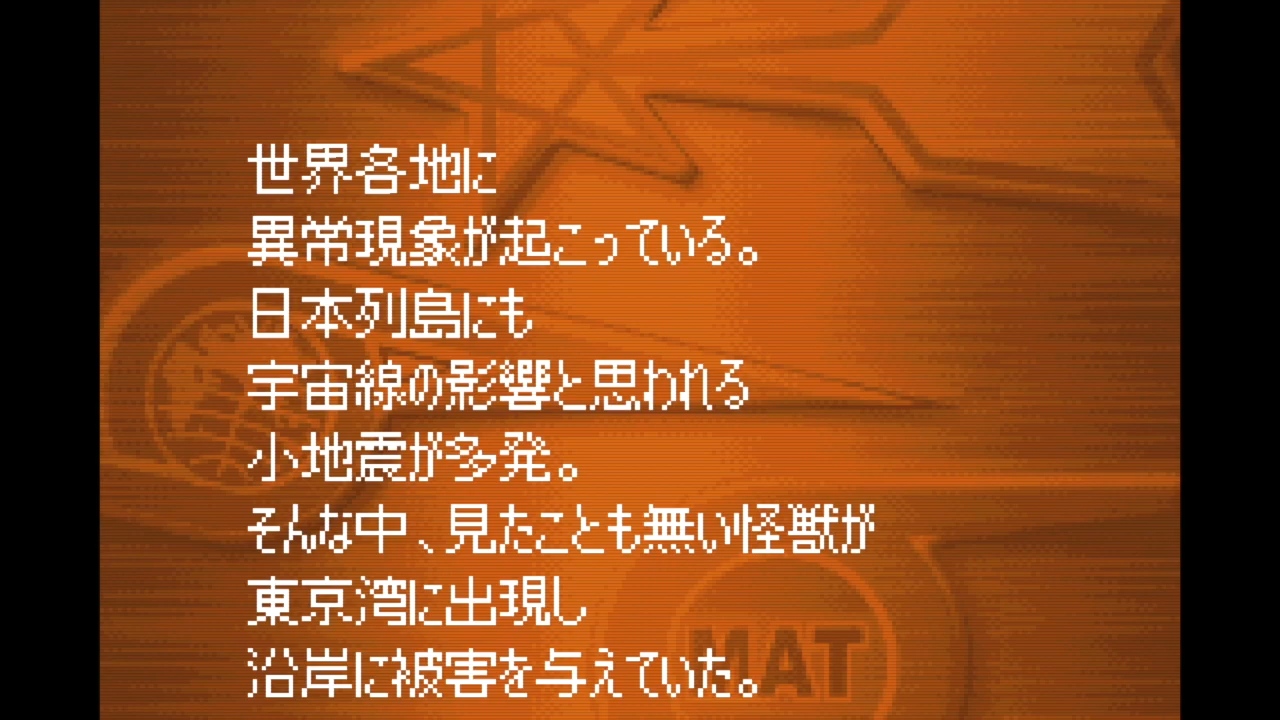 世界各地に
異常現象が起こっている。
日本列島にも
宇宙線の影響と思われる
小地震が多発。
そんな中、見たことも無い怪獣が
東京湾に出現し
沿岸に被害を与えていた。
MAT